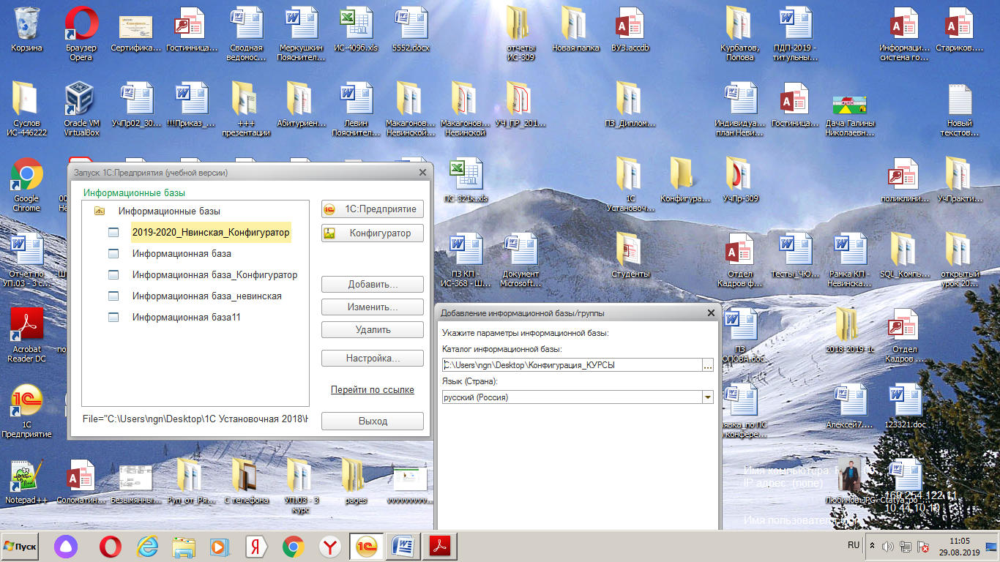 Корзина
Браузер
Opera
Сертифика...
Гостинница...
Сводная
ведомос...
Меркушкин
Пояснител...
ИС-409б.xls
5552.docx
отчеты
ИС-309
Новая папка
ВУЗ.accdb
Курбатов,
Попова
ПДП-2019 -
титульны...
Информаци...
система го...
Стариков....
Суслов
ИС-446222
Oracle VM
VirtualBox
УчПр02_30...
!!!Приказ_...
+++
презентации
Абитуриен...
Левин
Пояснител...
Макагонов...
Невинской...
Макагонов...
Невинской
УЧ_ПР_201...
ПЗ_Диплом...
Индивидуа...
план Неви...
Гостиница...
Дача Галины
Николаевн...
Новый
текстов...
Google
Chrome
ПС-321к.xls
1С
Установоч...
Конфигура...
УчПр-309
поликлини...
УчПракти...
Запуск 1С:Предприятия (учебной версии)
Информационные базы
Информационные базы
2019-2020_Нвинская_Конфигуратор
Информационная база
Информационная база_Конфигуратор
Информационная база_невинская
Информационная база11
1С:Предприятие
Конфигуратор
Добавить...
Изменить...
Удалить
Настройка...
Перейти по ссылке
Выход
File="C:\Users\ngn\Desktop\1С Установочная 2018\
Отчет по
УП.03 - 3 с...
ПЗ КП -
ИС-368 - Ш...
Документ
Microsoft...
Студенты
Отдел
Кадров ф...
Тесты_ЧЮ...
Рамка КП -
Невинска...
SQL_Компь...
открытый
урок 20...
Добавление информационной базы/группы
Укажите параметры информационной базы:
Каталог информационной базы:
C:\Users\ngn\Desktop\Конфигурация_КУРСЫ
...
Язык (Страна):
русский (Россия)
Acrobat
Reader DC
ПЗ
ОПОВА.doc
2018-2019-1с
Отдел
Кадров ...
1С
Предприятие
явка_по ПС
конфере...
Алексей7....
123321.doc
Notepad++
Соломатин...
Безымянны...
Руп_от_Ря...
С телефона
УП.03 - 3
курс
pages
vvvvvvvvv...
Имя компьютера:
IP адрес: (none)
Любимов.JPG
Statya_po...
169.254.122.11
10.44.10.10
Имя пользователя:
Пуск
RU
11:05
29.08.2019